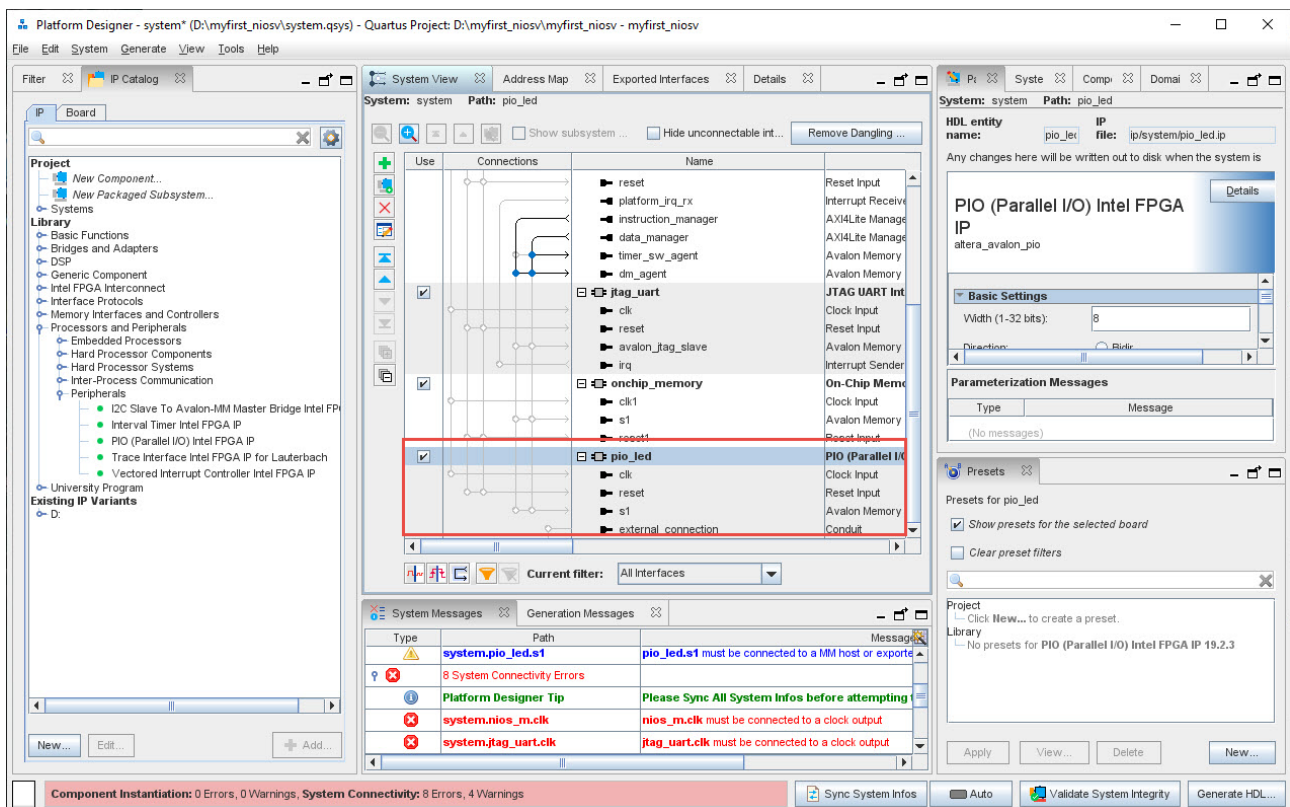 Platform Designer - system* (D:\myfirst_niosv\system.qsys) - Quartus Project: D:\myfirst_niosv\myfirst_niosv - myfirst_niosv
File Edit System Generate View Tools Help
Filter IP Catalog
IP Board
Project
New Component...
New Packaged Subsystem...
Systems
Library
Basic Functions
Bridges and Adapters
DSP
Generic Component
Intel FPGA Interconnect
Interface Protocols
Memory Interfaces and Controllers
Processors and Peripherals
Embedded Processors
Hard Processor Components
Hard Processor Systems
Inter-Process Communication
Peripherals
I2C Slave To Avalon-MM Master Bridge Intel FP
Interval Timer Intel FPGA IP
PIO (Parallel I/O) Intel FPGA IP
Trace Interface Intel FPGA IP for Lauterbach
Vectored Interrupt Controller Intel FPGA IP
University Program
Existing IP Variants
D:
New... Edit... Add...
System View Address Map Exported Interfaces Details
System: system Path: pio_led
Show subsystem ... Hide unconnectable int... Remove Dangling ...
Use Connections Name
reset Reset Input
platform_irq_rx Interrupt Receive
instruction_manager AXI4Lite Manage
data_manager AXI4Lite Manage
timer_sw_agent Avalon Memory
dm_agent Avalon Memory
jtag_uart JTAG UART Int
clk Clock Input
reset Reset Input
avalon_jtag_slave Avalon Memory
irq Interrupt Sender
onchip_memory On-Chip Memo
clk1 Clock Input
s1 Avalon Memory
reset1 Reset Input
pio_led PIO (Parallel I/O
clk Clock Input
reset Reset Input
s1 Avalon Memory
external_connection Conduit
Current filter: All Interfaces
System Messages Generation Messages
Type Path Message
system.pio_led.s1 pio_led.s1 must be connected to a MM host or exporte
8 System Connectivity Errors
Platform Designer Tip Please Sync All System Infos before attempting
system.nios_m.clk nios_m.clk must be connected to a clock output
system.jtag_uart.clk jtag_uart.clk must be connected to a clock output
Syste Comp Domai
System: system Path: pio_led
HDL entity name: pio_lec IP file: ip/system/pio_led.ip
Any changes here will be written out to disk when the system is
Details
PIO (Parallel I/O) Intel FPGA
IP
altera_avalon_pio
Basic Settings
Width (1-32 bits): 8
Direction: Bidir
Parameterization Messages
Type Message
(No messages)
Presets
Presets for pio_led
Show presets for the selected board
Clear preset filters
Project
Click New... to create a preset.
Library
No presets for PIO (Parallel I/O) Intel FPGA IP 19.2.3
Apply View... Delete New...
Component Instantiation: 0 Errors, 0 Warnings, System Connectivity: 8 Errors, 4 Warnings
Sync System Infos Auto Validate System Integrity Generate HDL...